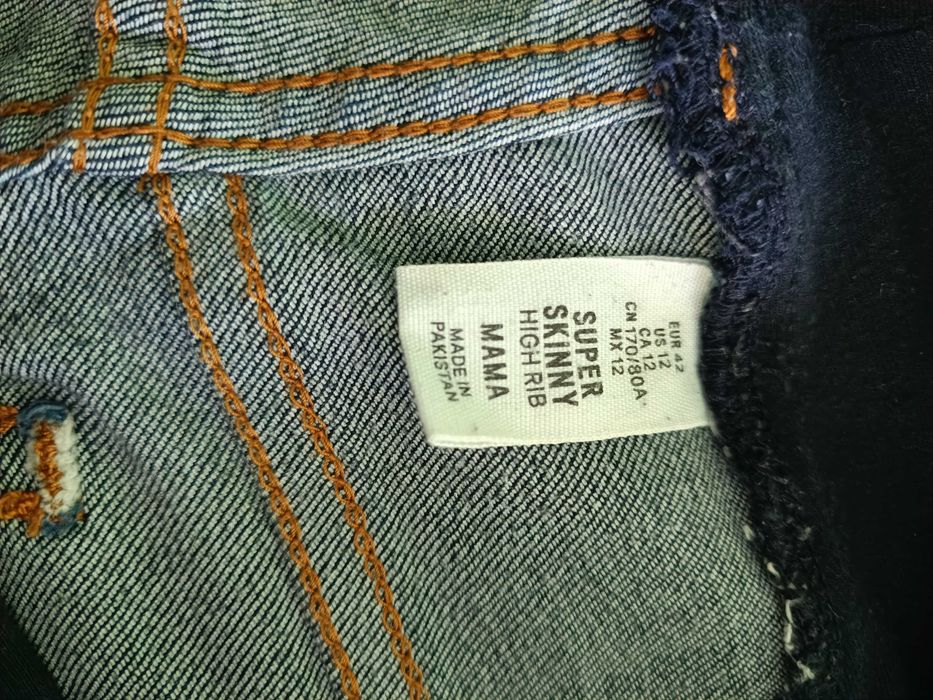 EUR 42
US 12
CA 12
CN 170/80A
MX 12
SUPER
SKINNY
HIGH RIB
MAMA
MADE IN
PAKISTAN